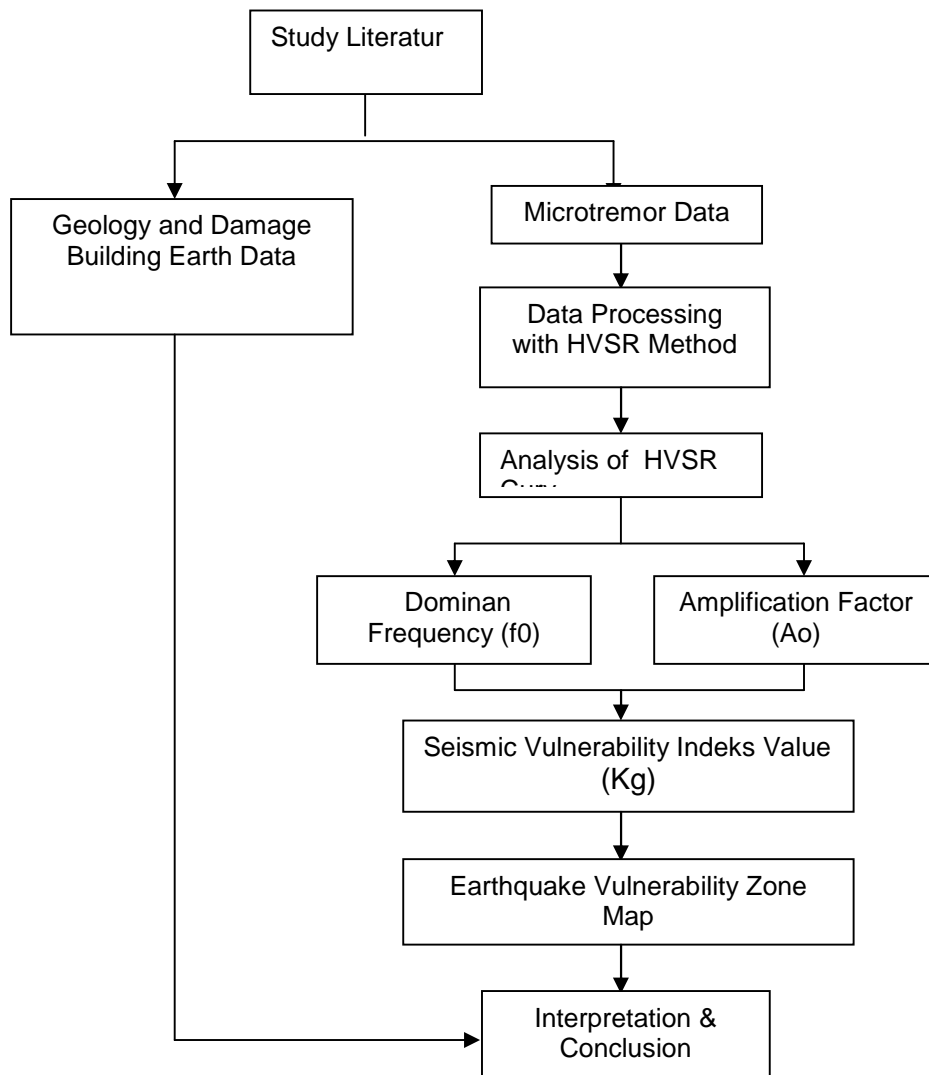 Study Literatur
Geology and Damage
Building Earth Data
Microtremor Data
Data Processing
with HVSR Method
Analysis of HVSR
Dominan
Frequency (f0)
Amplification Factor
(Ao)
Seismic Vulnerability Indeks Value
(Kg)
Earthquake Vulnerability Zone
Map
Interpretation &
Conclusion